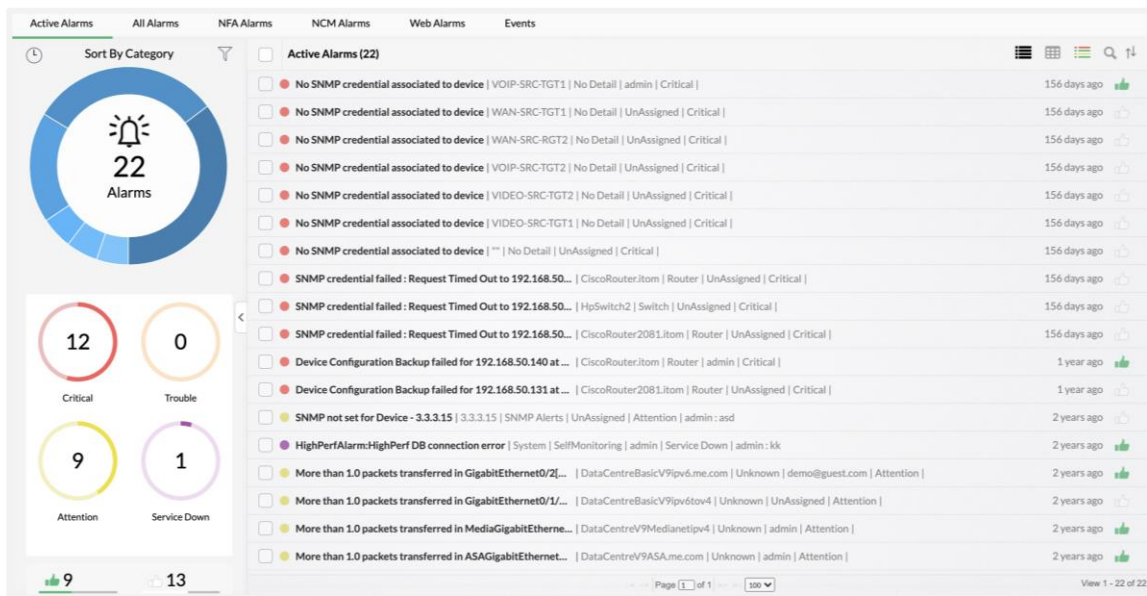 Active Alarms All Alarms NFA Alarms NCM Alarms Web Alarms Events
Sort By Category
Active Alarms (22)
22
Alarms
No SNMP credential associated to device | VOIP-SRC-TGT1 | No Detail | admin | Critical | 156 days ago
No SNMP credential associated to device | WAN-SRC-TGT1 | No Detail | UnAssigned | Critical | 156 days ago
No SNMP credential associated to device | WAN-SRC-RGT2 | No Detail | UnAssigned | Critical | 156 days ago
No SNMP credential associated to device | VOIP-SRC-TGT2 | No Detail | UnAssigned | Critical | 156 days ago
No SNMP credential associated to device | VIDEO-SRC-TGT2 | No Detail | UnAssigned | Critical | 156 days ago
No SNMP credential associated to device | VIDEO-SRC-TGT1 | No Detail | UnAssigned | Critical | 156 days ago
No SNMP credential associated to device | "" | No Detail | UnAssigned | Critical | 156 days ago
SNMP credential failed : Request Timed Out to 192.168.50... | CiscoRouter.itom | Router | UnAssigned | Critical | 156 days ago
SNMP credential failed : Request Timed Out to 192.168.50... | HpSwitch2 | Switch | UnAssigned | Critical | 156 days ago
SNMP credential failed : Request Timed Out to 192.168.50... | CiscoRouter2081.itom | Router | UnAssigned | Critical | 156 days ago
Device Configuration Backup failed for 192.168.50.140 at ... | CiscoRouter.itom | Router | admin | Critical | 1 year ago
Device Configuration Backup failed for 192.168.50.131 at ... | CiscoRouter2081.itom | Router | UnAssigned | Critical | 1 year ago
SNMP not set for Device - 3.3.3.15 | 3.3.3.15 | SNMP Alerts | UnAssigned | Attention | admin : asd 2 years ago
HighPerfAlarm:HighPerf DB connection error | System | SelfMonitoring | admin | Service Down | admin : kk 2 years ago
More than 1.0 packets transferred in GigabitEthernet0/2[... | DataCentreBasicV9ipv6.me.com | Unknown | demo@guest.com | Attention | 2 years ago
More than 1.0 packets transferred in GigabitEthernet0/1/... | DataCentreBasicV9ipv6tov4 | Unknown | UnAssigned | Attention | 2 years ago
More than 1.0 packets transferred in MediaGigabitEtherne... | DataCentreV9Medianetipv4 | Unknown | admin | Attention | 2 years ago
More than 1.0 packets transferred in ASAGigabitEthernet... | DataCentreV9ASA.me.com | Unknown | admin | Attention | 2 years ago
12
Critical
0
Trouble
9
Attention
1
Service Down
9 13
Page 1 of 1 100 View 1 - 22 of 22